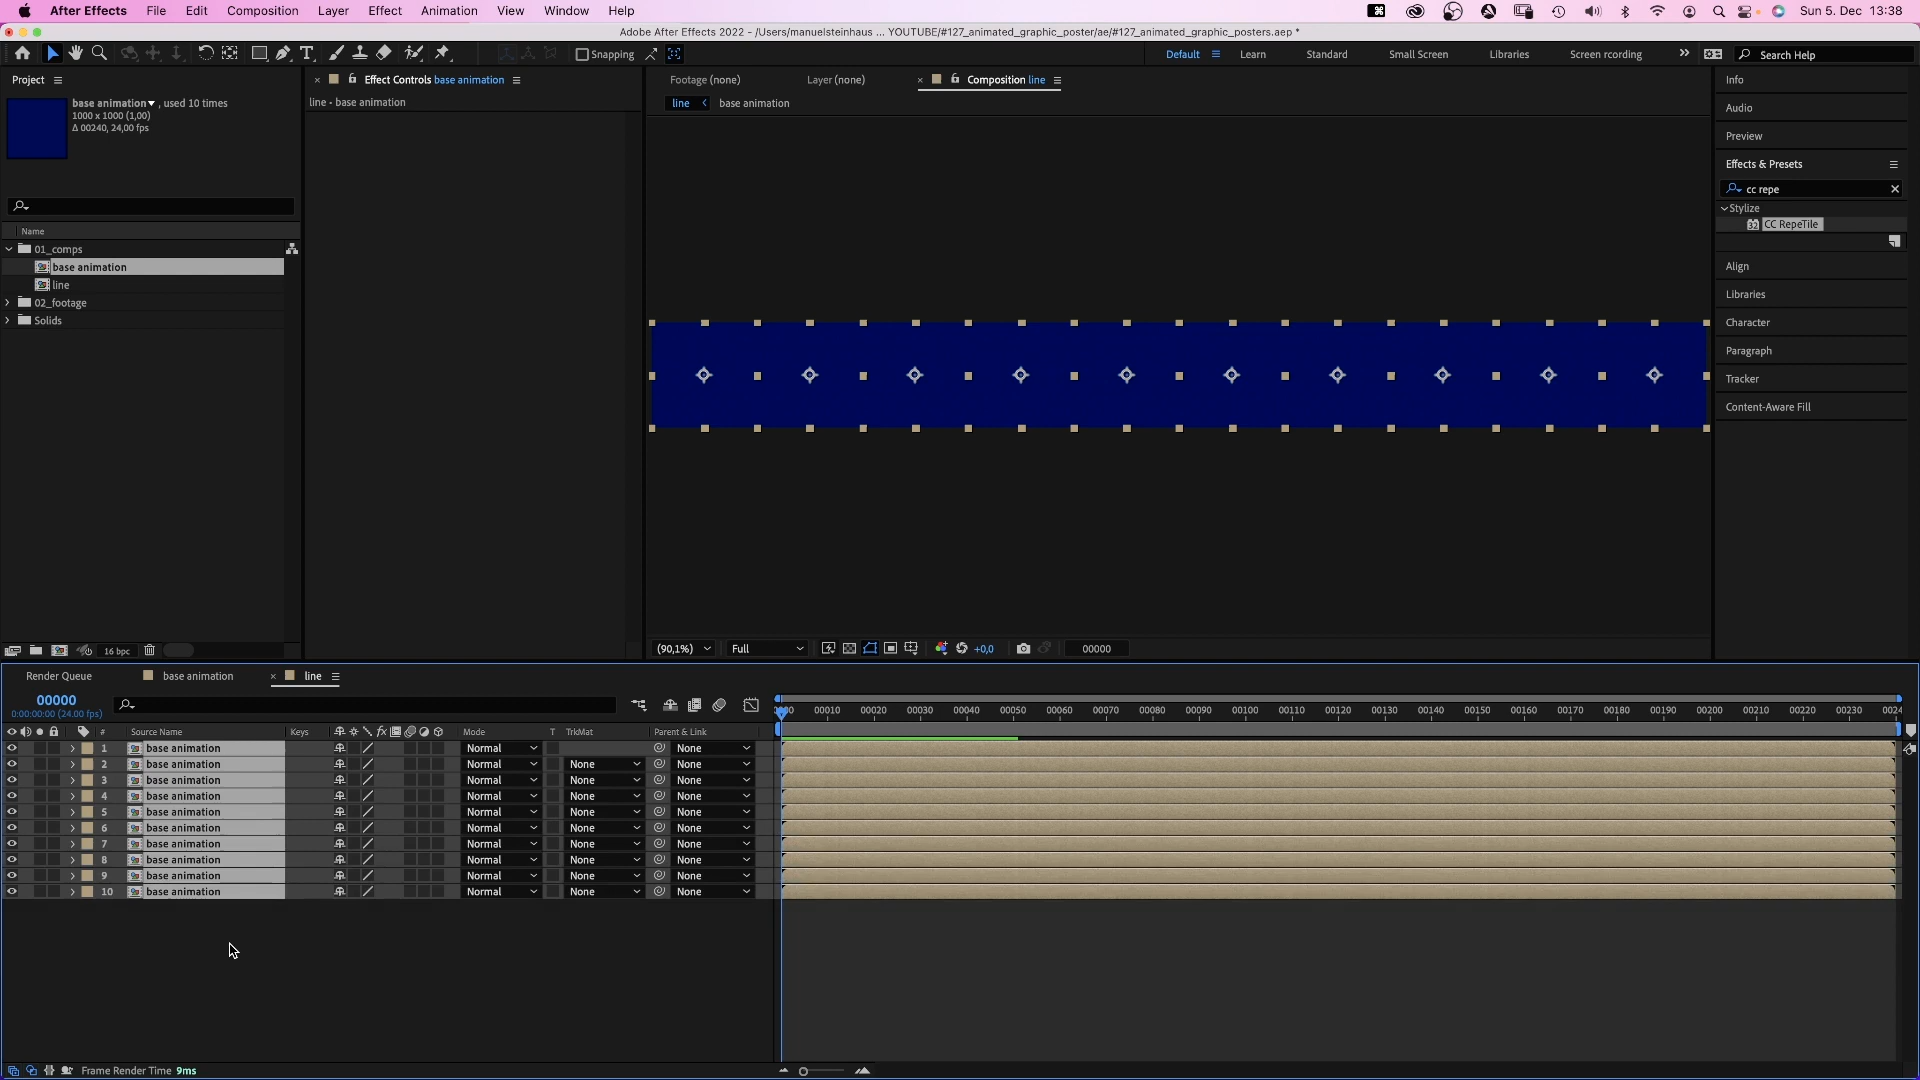 After Effects File Edit Composition Layer Effect Animation View Window Help Sun 5. Dec 13:38
Adobe After Effects 2022 - /Users/manuelsteinhaus ... YOUTUBE/#127_animated_graphic_poster/ae/#127_animated_graphic_posters.aep *
Snapping Default Learn Standard Small Screen Libraries Screen rcording Search Help
Project Effect Controls base animation Footage (none) Layer (none) Composition line Info
line • base animation line base animation
base animation , used 10 times
1000 x 1000 (1,00)
Δ 00240, 24,00 fps
Audio
Preview
Effects & Presets
cc repe
Stylize
CC RepeTile
Align
Libraries
Character
Paragraph
Tracker
Content-Aware Fill
Name
01_comps
base animation
line
02_footage
Solids
16 bpc (90,1%) Full +0,0 00000
Render Queue base animation line
00000
0:00:00:00 (24.00 fps)
00010 00020 00030 00040 00050 00060 00070 00080 00090 00100 00110 00120 00130 00140 00150 00160 00170 00180 00190 00200 00210 00220 00230 0024
# Source Name Keys fx Mode T TrkMat Parent & Link
1 base animation Normal None
2 base animation Normal None None
3 base animation Normal None None
4 base animation Normal None None
5 base animation Normal None None
6 base animation Normal None None
7 base animation Normal None None
8 base animation Normal None None
9 base animation Normal None None
10 base animation Normal None None
Frame Render Time 9ms